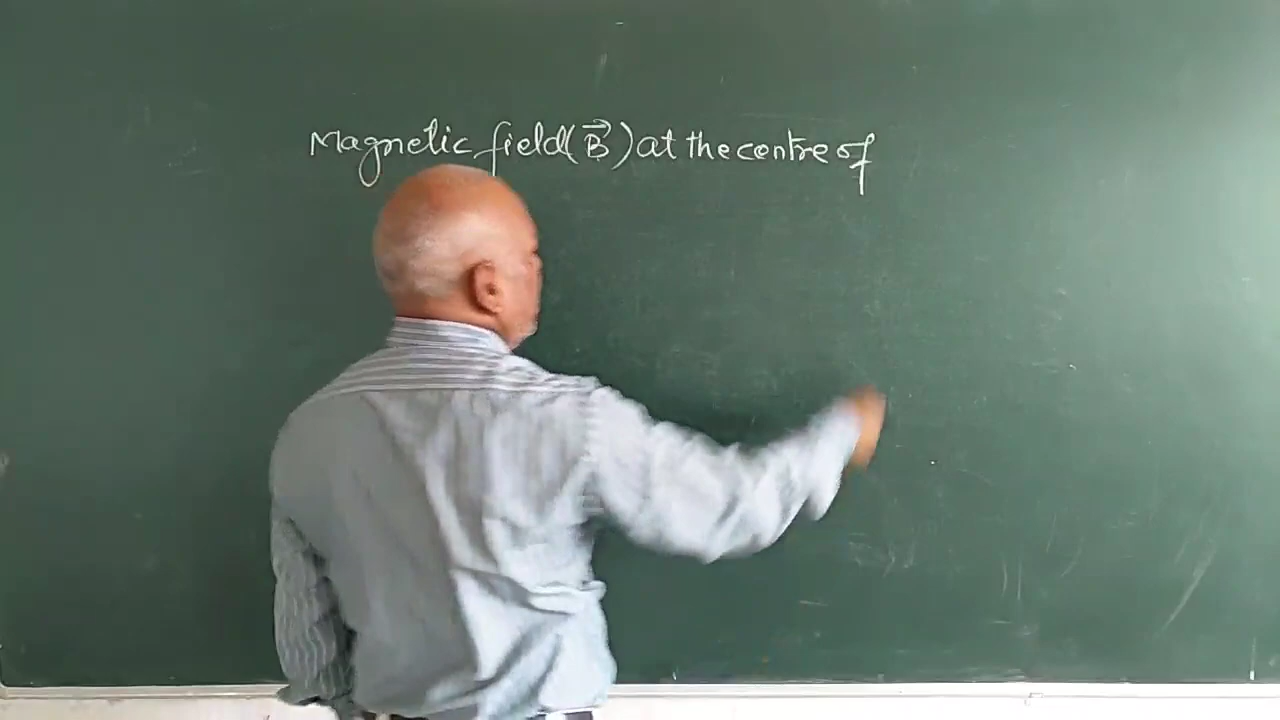 Magnetic field (B⃗) at the centre of